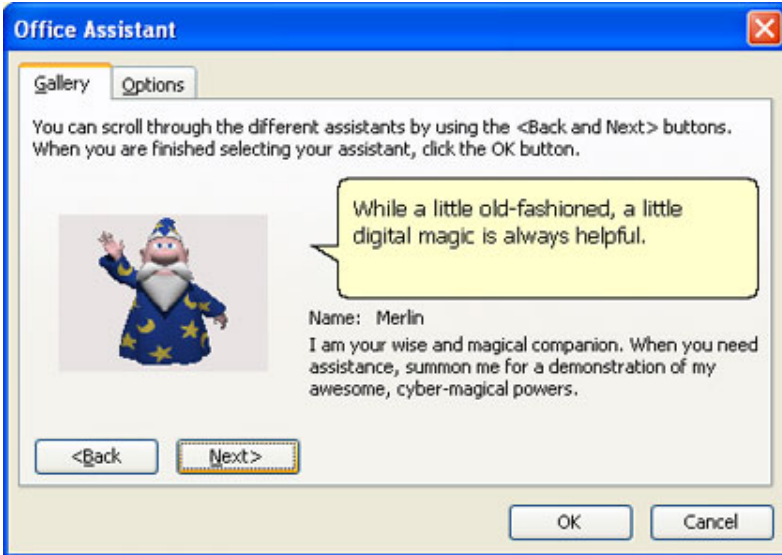 Office Assistant
Gallery
Options
You can scroll through the different assistants by using the <Back and Next> buttons.
When you are finished selecting your assistant, click the OK button.
While a little old-fashioned, a little
digital magic is always helpful.
Name: Merlin
I am your wise and magical companion. When you need
assistance, summon me for a demonstration of my
awesome, cyber-magical powers.
<Back
Next>
OK
Cancel